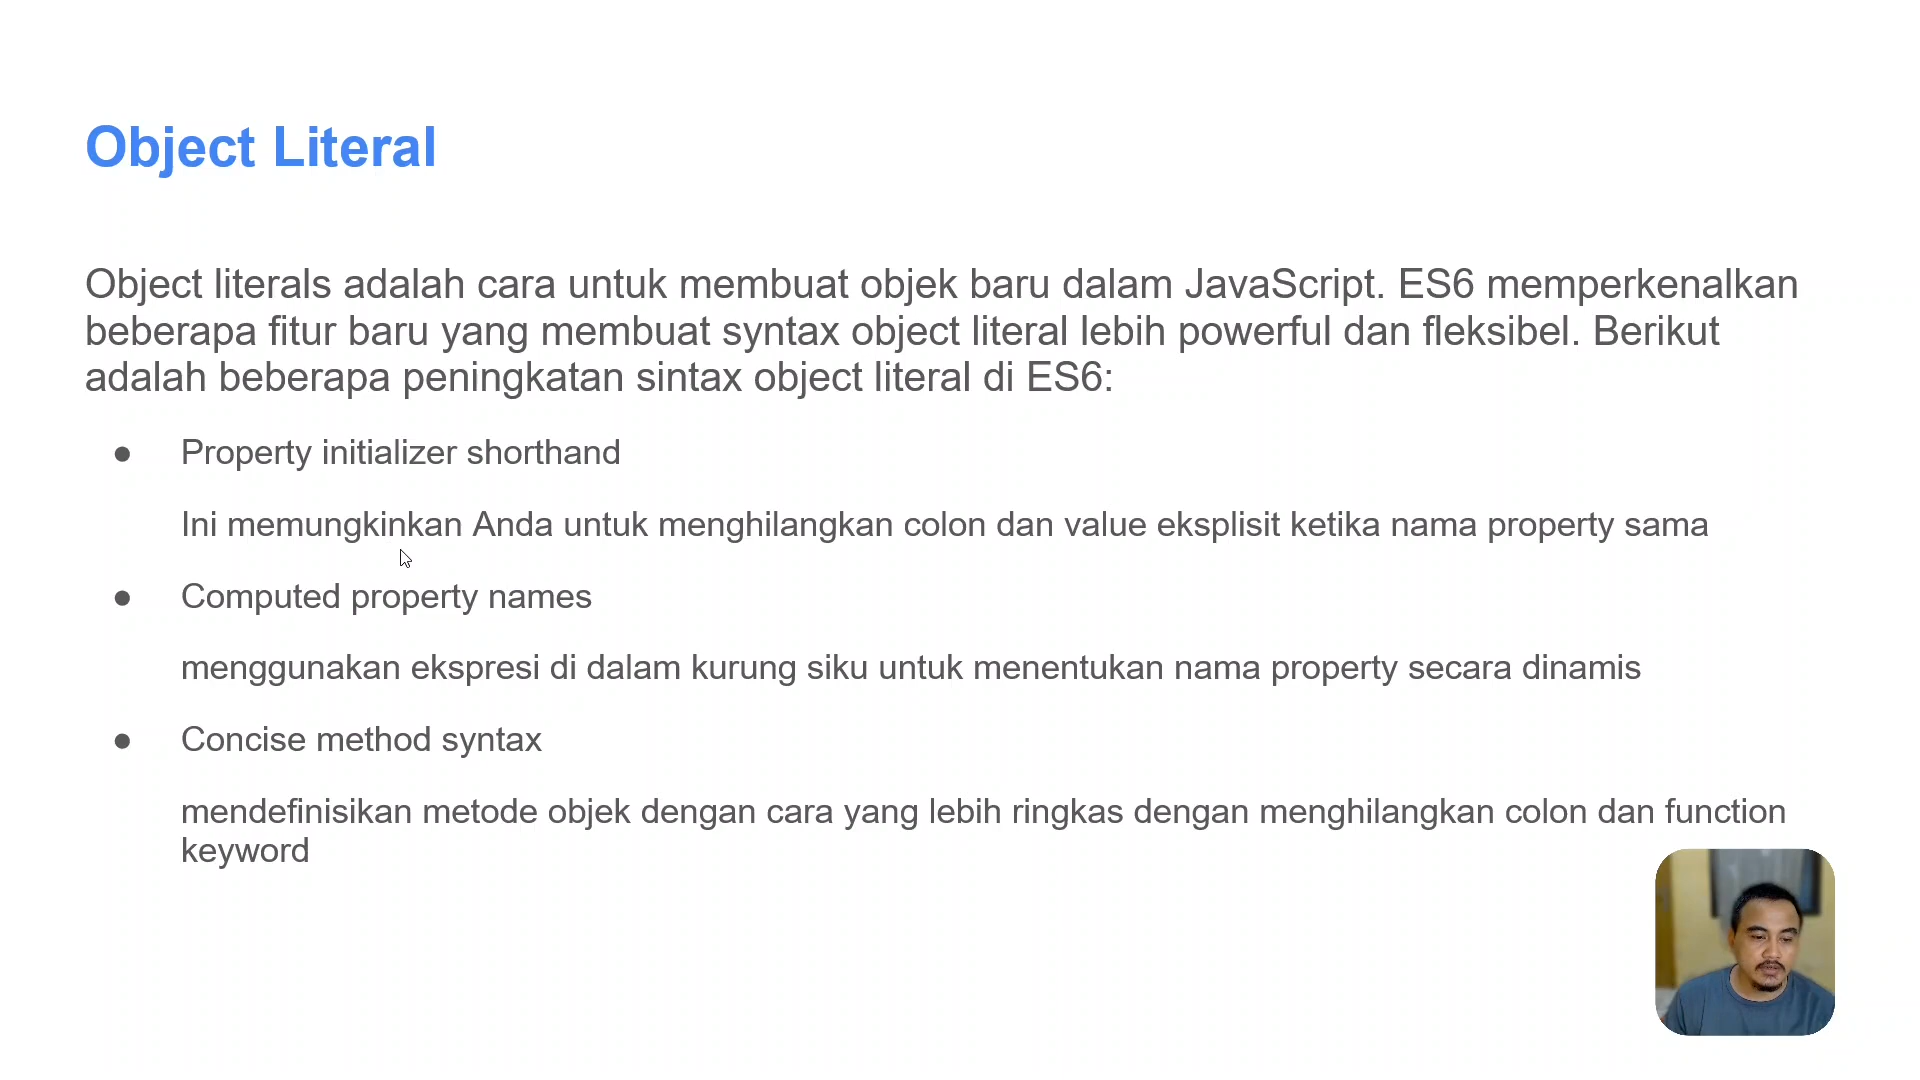 Object Literal
Object literals adalah cara untuk membuat objek baru dalam JavaScript. ES6 memperkenalkan
beberapa fitur baru yang membuat syntax object literal lebih powerful dan fleksibel. Berikut
adalah beberapa peningkatan sintax object literal di ES6:
● Property initializer shorthand
Ini memungkinkan Anda untuk menghilangkan colon dan value eksplisit ketika nama property sama
● Computed property names
menggunakan ekspresi di dalam kurung siku untuk menentukan nama property secara dinamis
● Concise method syntax
mendefinisikan metode objek dengan cara yang lebih ringkas dengan menghilangkan colon dan function
keyword